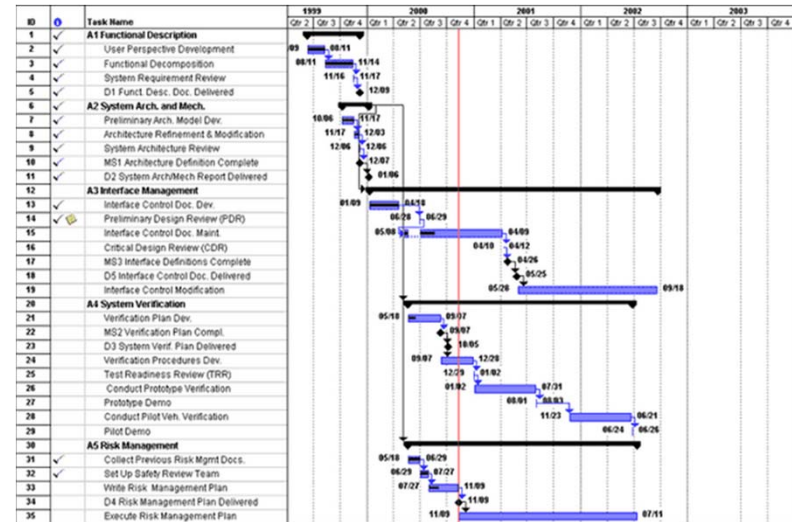 1999 2000 2001 2002 2003
ID Task Name Qtr 2 Qtr 3 Qtr 4 Qtr 1 Qtr 2 Qtr 3 Qtr 4 Qtr 1 Qtr 2 Qtr 3 Qtr 4 Qtr 1 Qtr 2 Qtr 3 Qtr 4 Qtr 1 Qtr 2 Qtr 3 Qtr 4
1 A1 Functional Description
2 User Perspective Development /09 08/11
3 Functional Decomposition 08/11 11/14
4 System Requirement Review 11/16 11/17
5 D1 Funct. Desc. Doc. Delivered 12/09
6 A2 System Arch. and Mech.
7 Preliminary Arch. Model Dev. 10/06 11/17
8 Architecture Refinement & Modification 11/17 12/03
9 System Architecture Review 12/06 12/06
10 MS1 Architecture Definition Complete 12/07
11 D2 System Arch/Mech Report Delivered 01/06
12 A3 Interface Management
13 Interface Control Doc. Dev. 01/09 04/18
14 Preliminary Design Review (PDR) 06/28 06/29
15 Interface Control Doc. Maint. 05/08 04/09
16 Critical Design Review (CDR) 04/10 04/12
17 MS3 Interface Definitions Complete 04/26
18 D5 Interface Control Doc. Delivered 05/25
19 Interface Control Modification 05/28 09/18
20 A4 System Verification
21 Verification Plan Dev. 05/18 09/07
22 MS2 Verification Plan Compl. 09/07
23 D3 System Verif. Plan Delivered 10/05
24 Verification Procedures Dev. 09/07 12/28
25 Test Readiness Review (TRR) 12/29 01/02
26 Conduct Prototype Verification 01/02 07/31
27 Prototype Demo 08/01 08/03
28 Conduct Pilot Veh. Verification 11/23 06/21
29 Pilot Demo 06/24 06/26
30 A5 Risk Management
31 Collect Previous Risk Mgmt Docs. 05/18 06/29
32 Set Up Safety Review Team 06/29 07/27
33 Write Risk Management Plan 07/27 11/09
34 D4 Risk Management Plan Delivered 11/09
35 Execute Risk Management Plan 11/09 07/11